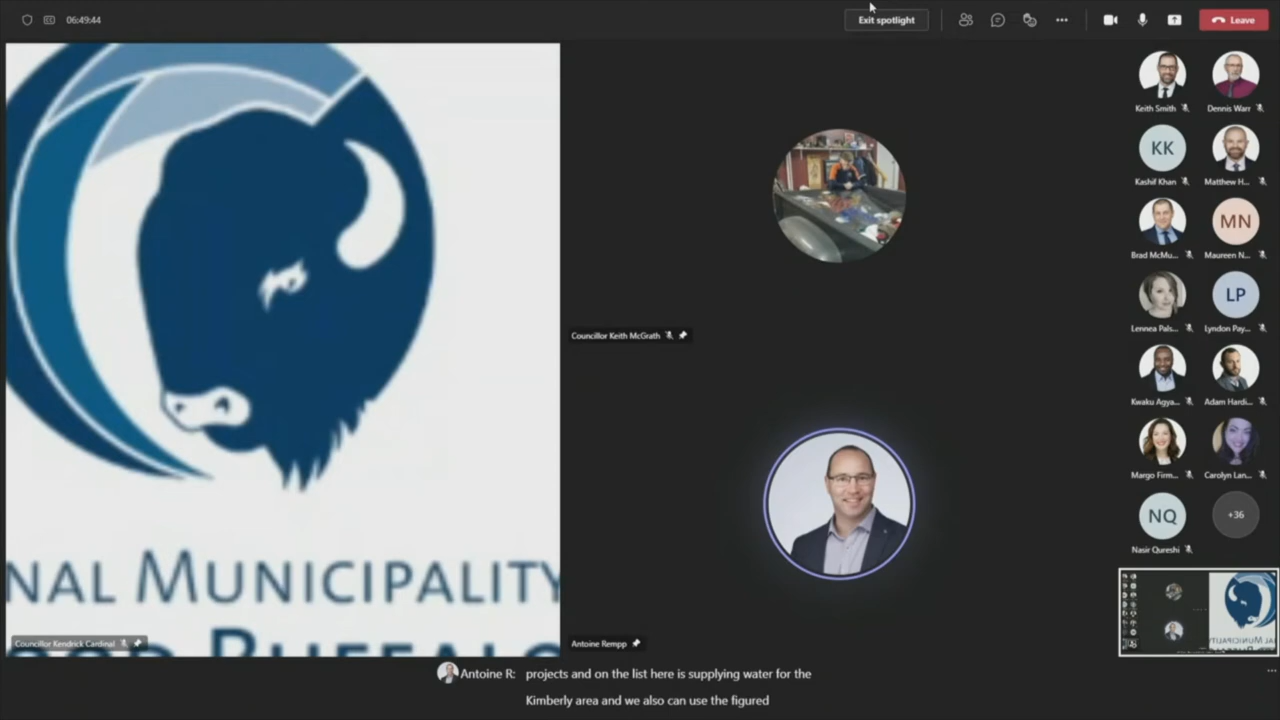 06:49:44
Exit spotlight
Leave
Keith Smith
Dennis Warr
KK
Kashif Khan
Matthew H...
MN
Brad McMu...
Maureen N...
LP
Lennea Pals...
Lyndon Pay...
Kwaku Agya...
Adam Hardi...
Margo Firm...
Carolyn Lan...
NQ
+36
Nasir Qureshi
Councillor Keith McGrath
NAL MUNICIPALITY
OOD BUFFALO
Councillor Kendrick Cardinal
Antoine Rempp
Antoine R: projects and on the list here is supplying water for the
Kimberly area and we also can use the figured